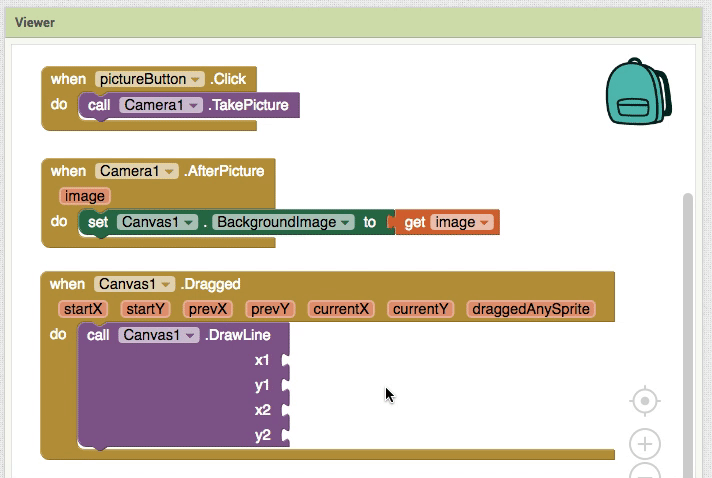 Viewer
when pictureButton .Click
do call Camera1 .TakePicture
when Camera1 .AfterPicture
image
do set Canvas1 . BackgroundImage to get image
when Canvas1 .Dragged
startX startY prevX prevY currentX currentY draggedAnySprite
do call Canvas1 .DrawLine
x1
y1
x2
y2